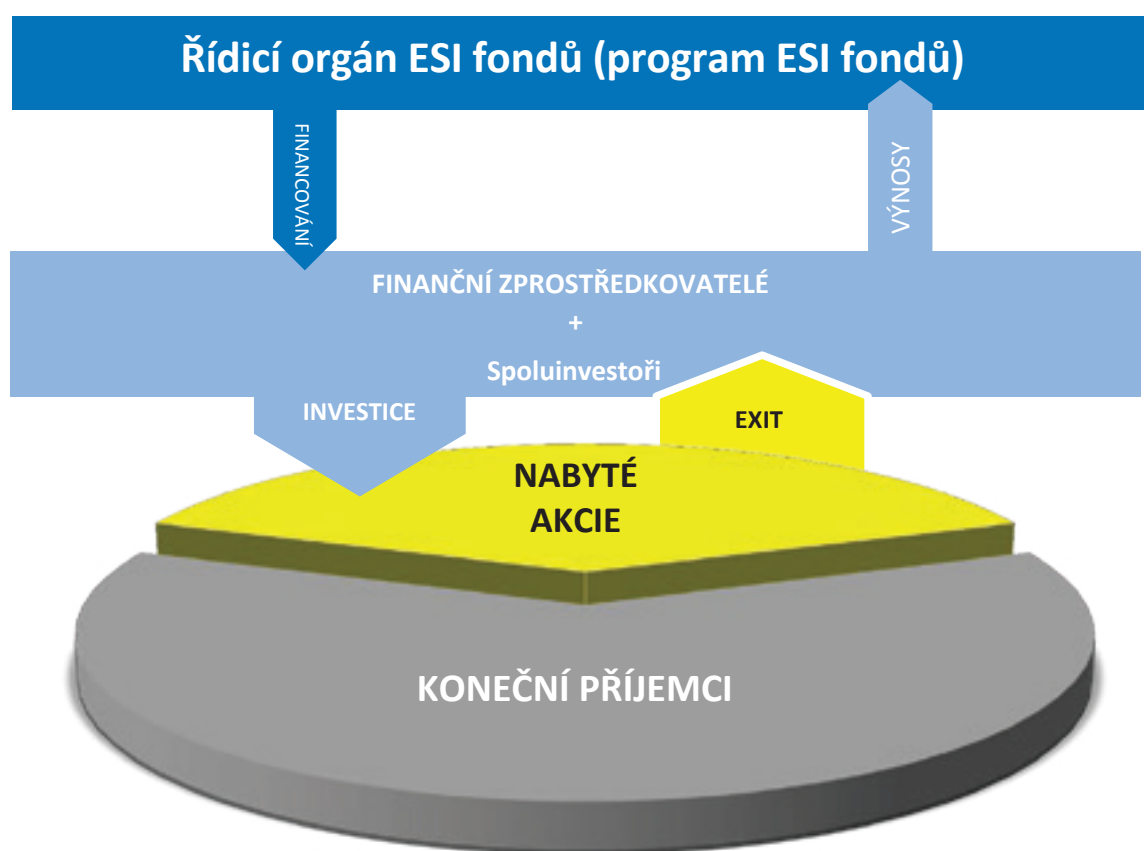 Řídicí orgán ESI fondů (program ESI fondů)
FINANCOVÁNÍ
VÝNOSY
FINANČNÍ ZPROSTŘEDKOVATELÉ
+
Spoluinvestoři
INVESTICE
EXIT
NABYTÉ
AKCIE
KONEČNÍ PŘÍJEMCI